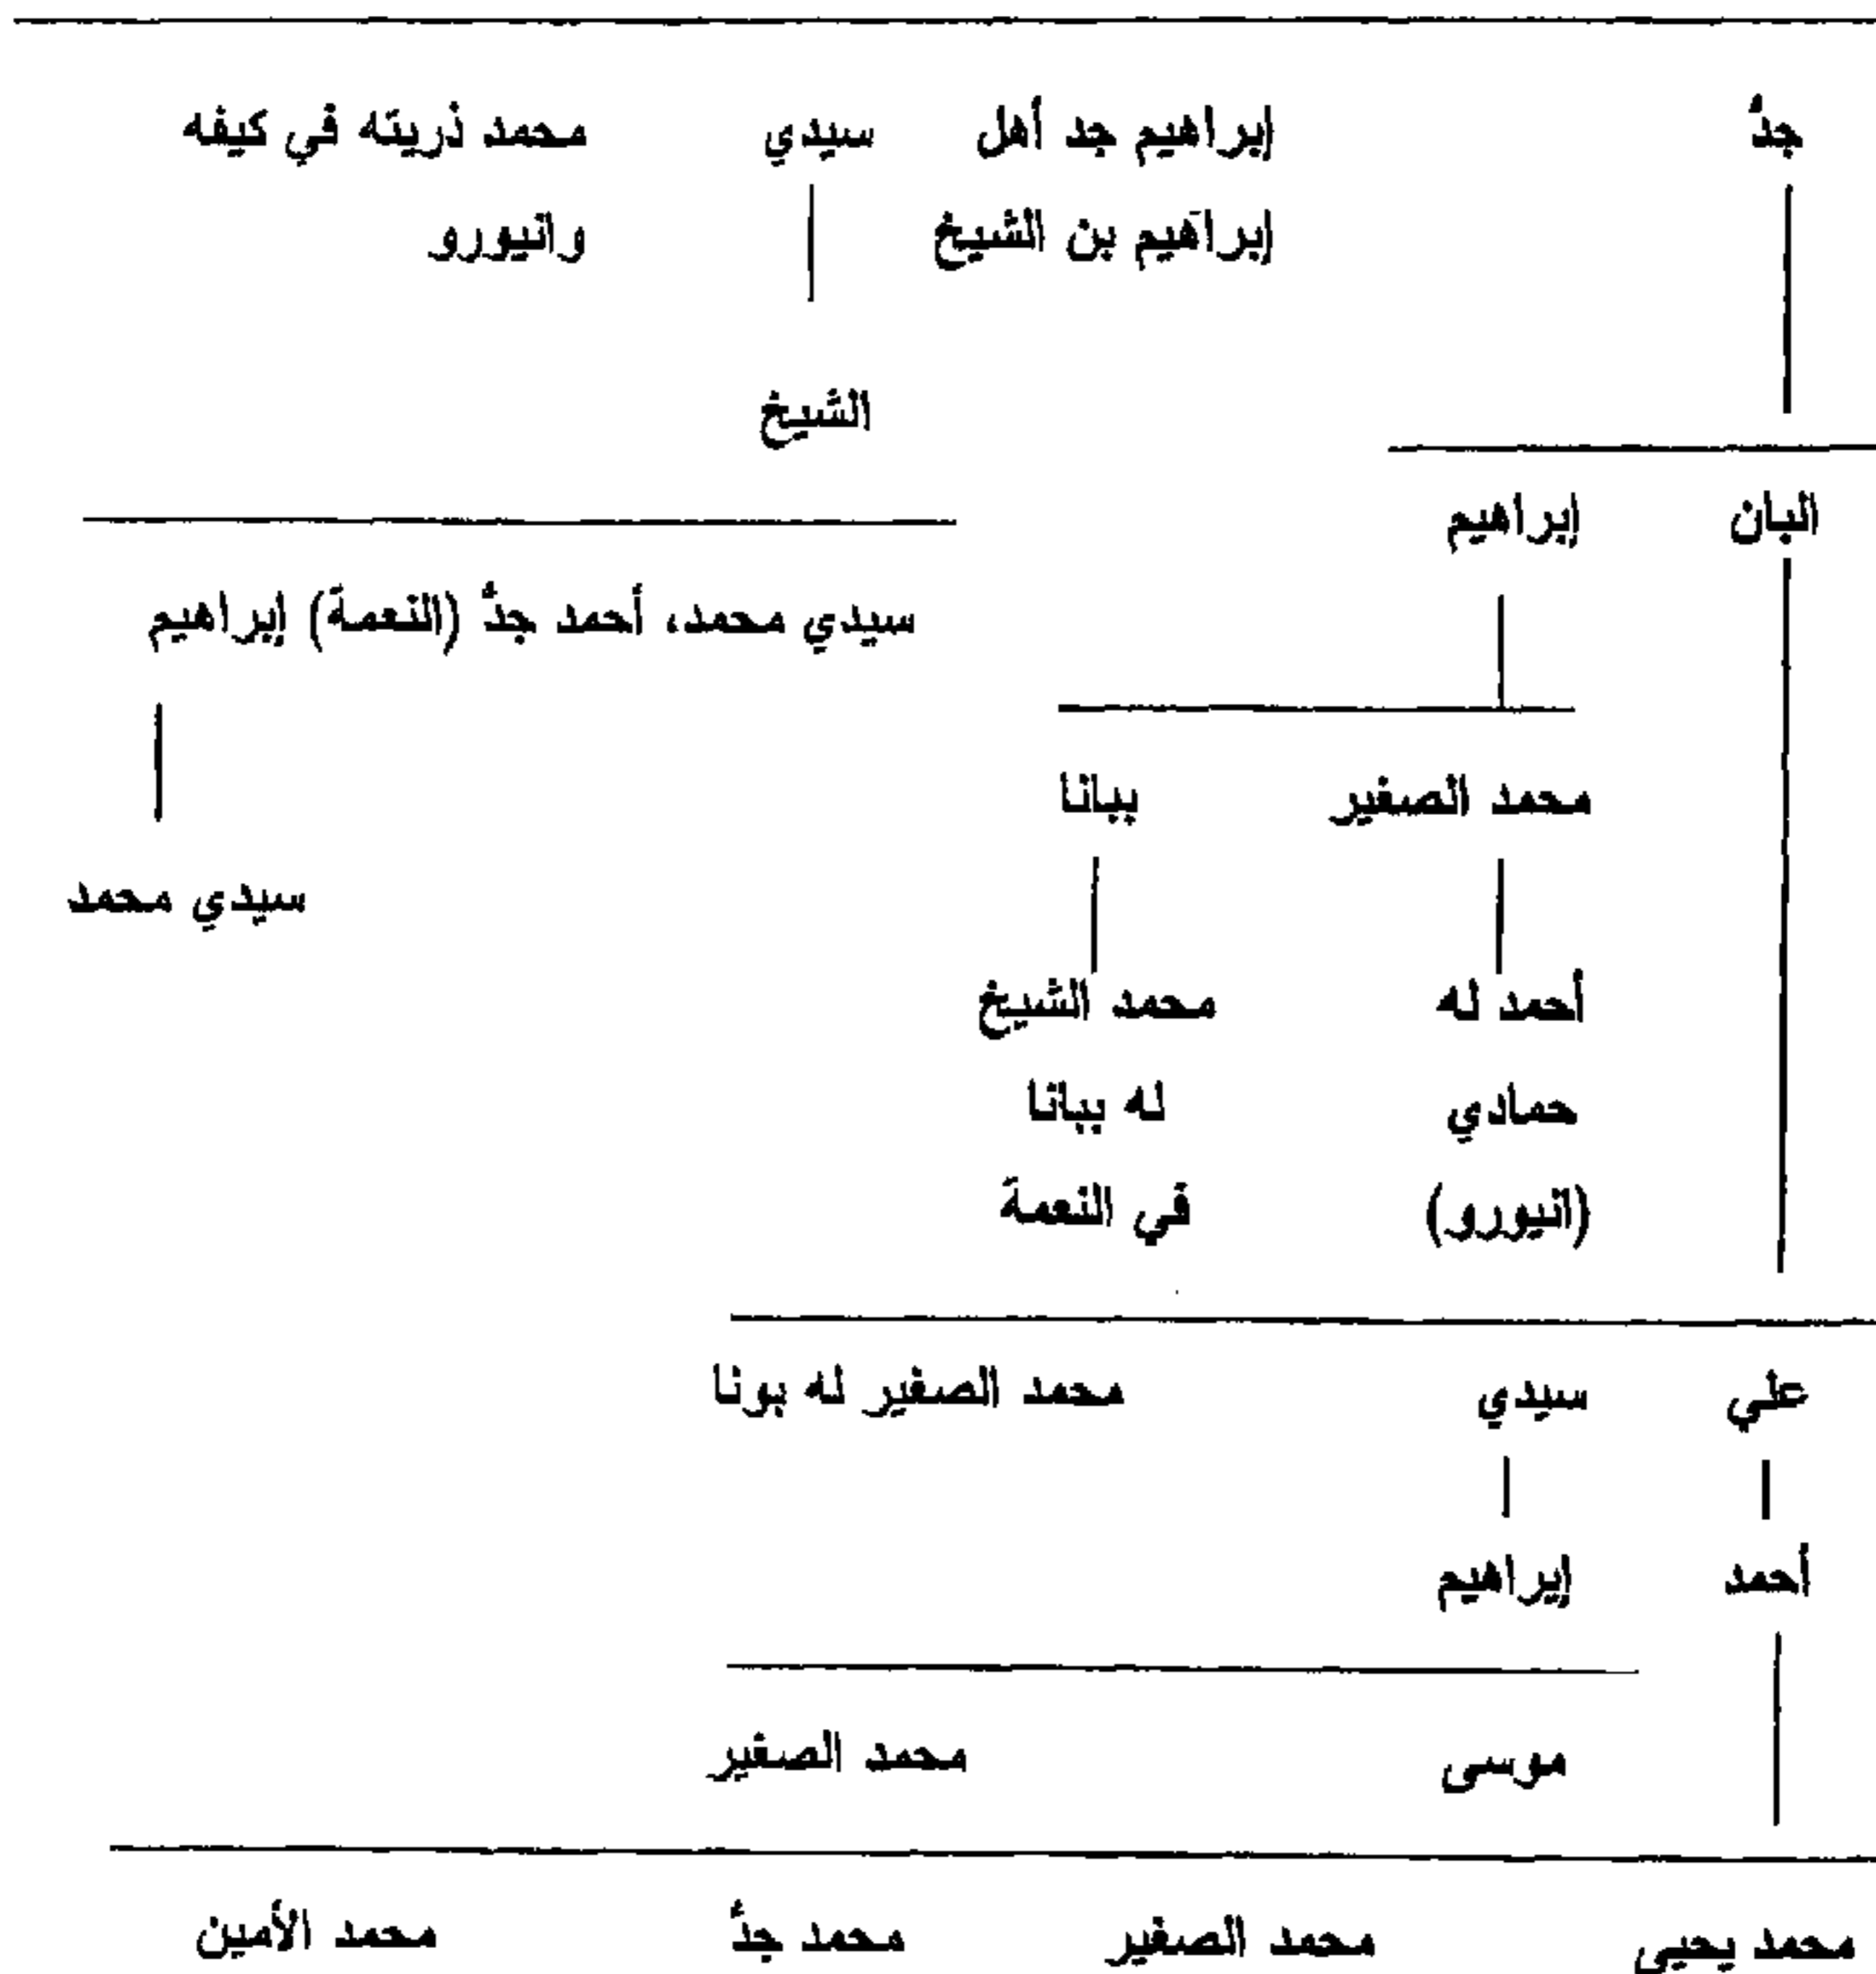 جدُّ إبراهيم جد أهل سيدي محمد ذريته في كيفه
إبراهيم بن الشيخ وانيورو
الشيخ
البان إبراهيم
سيدي محمد، أحمد جدُّ (النعمة) إبراهيم
محمد الصغير بيانا
سيدي محمد
أحمد له محمد الشيخ
حمادي له بيانا
(انيورو) في النعمة
علي سيدي محمد الصغير له بونا
أحمد إبراهيم
موسى محمد الصغير
محمد يحيى محمد الصغير محمد جدُّ محمد الأمين